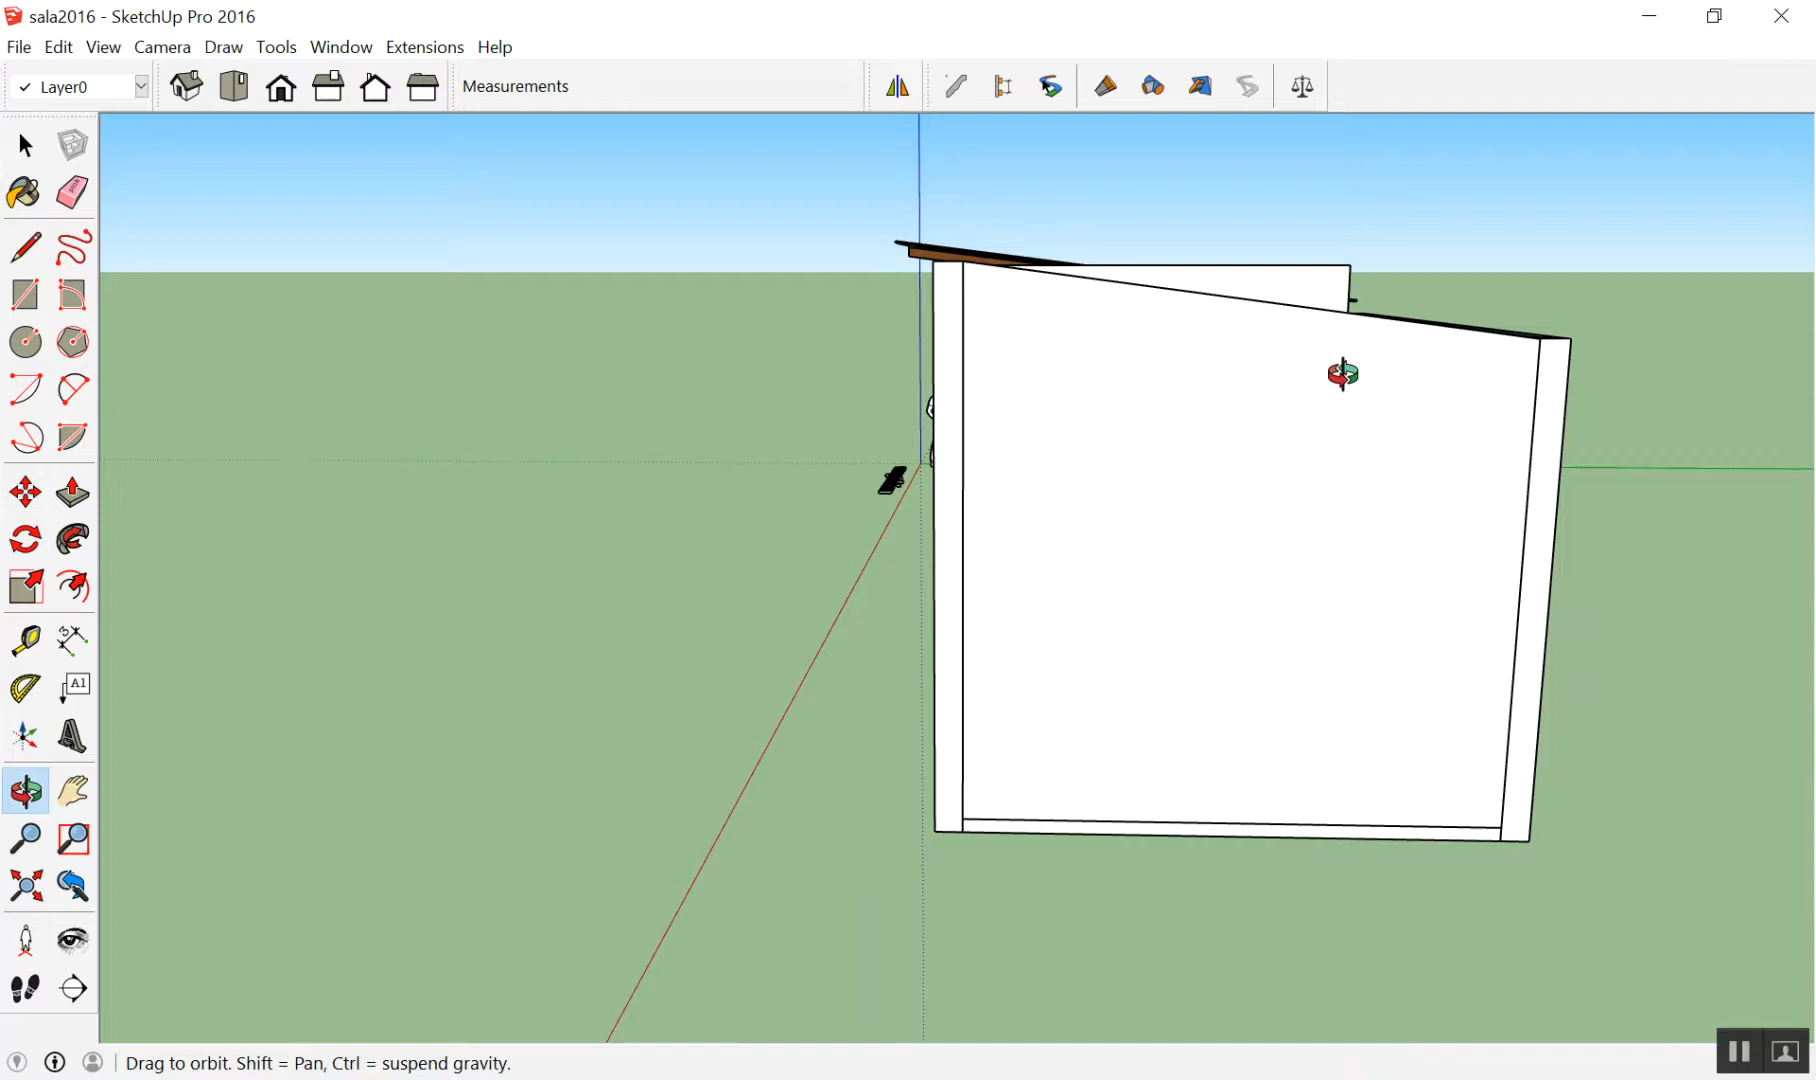 sala2016 - SketchUp Pro 2016
File Edit View Camera Draw Tools Window Extensions Help
Layer0
Measurements
A1
Drag to orbit. Shift = Pan, Ctrl = suspend gravity.